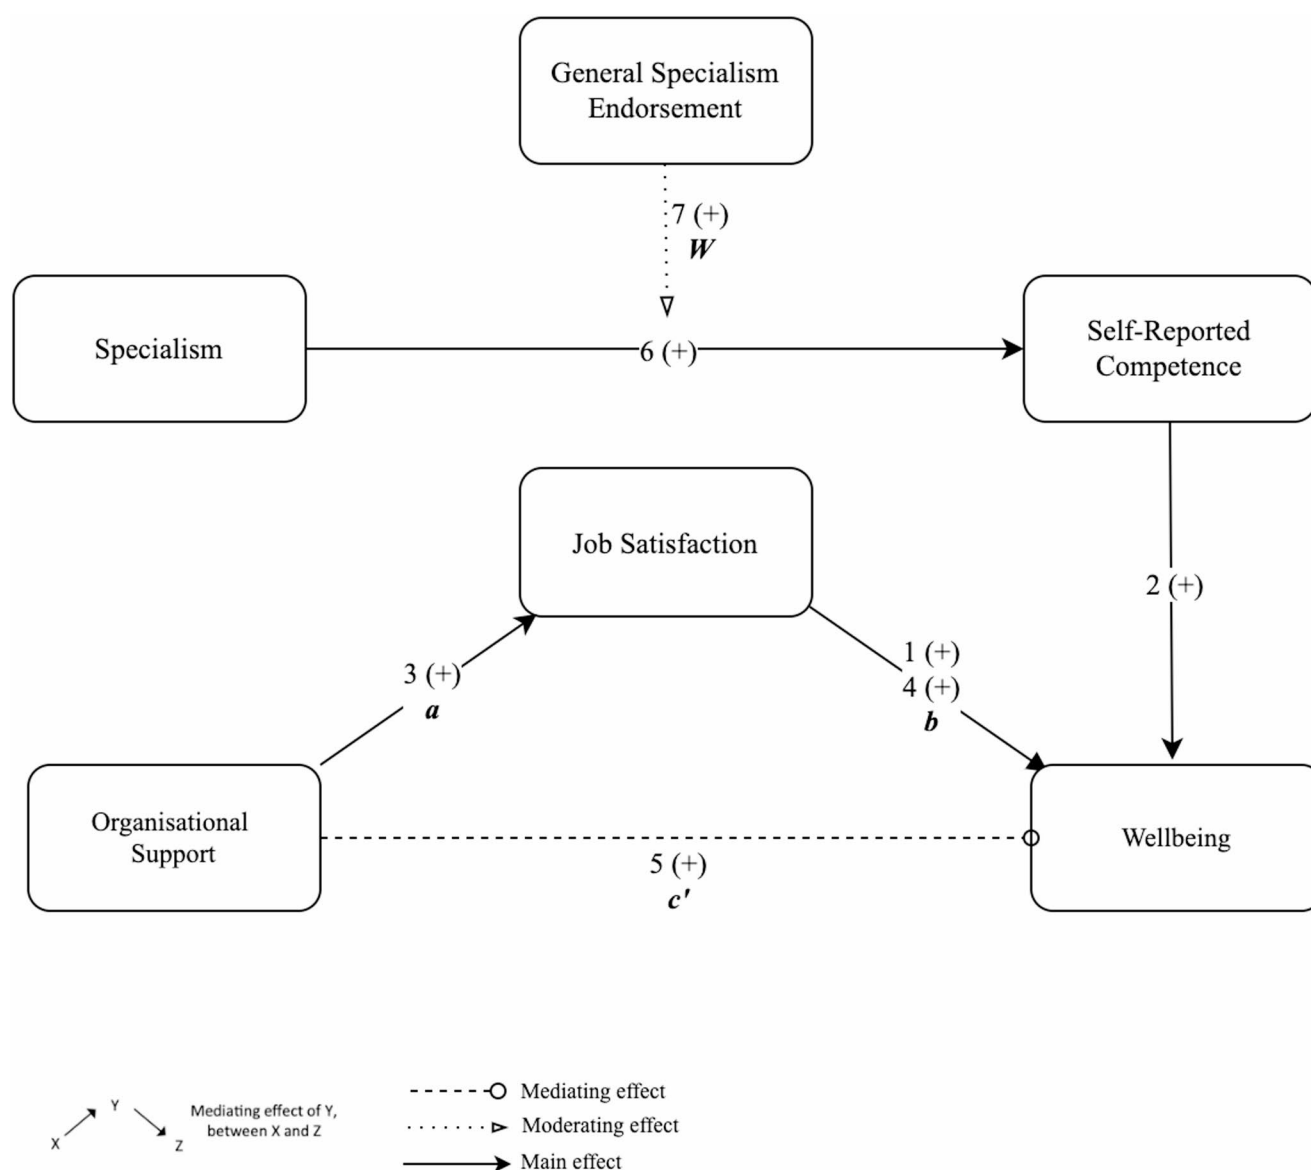 General Specialism
Endorsement
7 (+)
W
Specialism
6 (+)
Self-Reported
Competence
Job Satisfaction
2 (+)
3 (+)
a
1 (+)
4 (+)
b
Organisational
Support
5 (+)
c'
Wellbeing
X
Y
Z
Mediating effect of Y,
between X and Z
Mediating effect
Moderating effect
Main effect